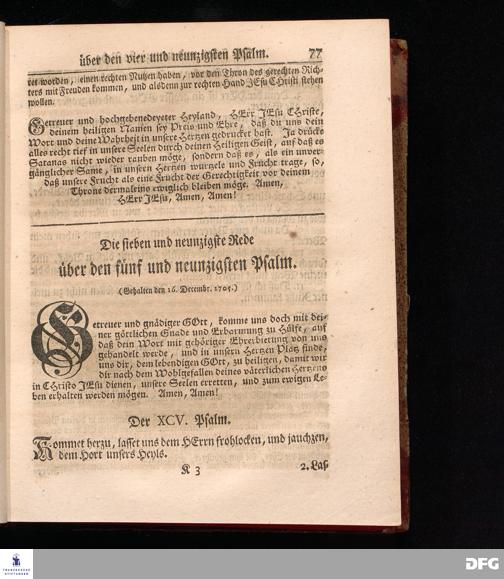 über den vier und neunzigsten Psalm. 77
ret worden, einen rechten Nutzen haben, vor den Thron des gerechten Rich-
ters mit Freuden kommen, und alsdenn zur rechten Hand JEsu CHristi stehen
wollen.
Getreuer und hochgebenedeyeter Heyland, HErr JEsu CHriste,
deinem heiligen Namen sey Preis und Ehre, daß du uns dein
Wort und deine Wahrheit in unsere Hertzen gedrucket hast. Ja drücke
alles recht tief in unsere Seelen durch deinen Heiligen Geist, auf daß es
Satanas nicht wieder rauben möge, sondern daß es, als ein unver-
gänglicher Same, in unsern Hertzen wurzele und Frucht trage, so,
daß unsere Frucht als eine Frucht der Gerechtigkeit vor deinem
Throne dermaleins ewiglich bleiben möge. Amen,
HErr JEsu, Amen, Amen!
Die sieben und neunzigste Rede
über den fünf und neunzigsten Psalm.
(Gehalten den 16. Decembr. 1705.)
Getreuer und gnädiger GOtt, komme uns doch mit dei-
ner göttlichen Gnade und Erbarmung zu Hülfe, auf
daß dein Wort mit gehöriger Ehrerbietung von uns
gehandelt werde, und in unsern Hertzen Platz finde,
uns dir, dem lebendigen GOtt, zu heiligen, damit wir
dir nach dem Wohlgefallen deines väterlichen Hertzens
in CHristo JEsu dienen, unsere Seelen erretten, und zum ewigen Le-
ben erhalten werden mögen. Amen, Amen!
Der XCV. Psalm.
Kommet herzu, lasset uns dem HErrn frohlocken, und jauchzen,
dem Hort unsers Heyls.
K 3 2. Laß
FRANCKESCHE
STIFTUNGEN
DFG